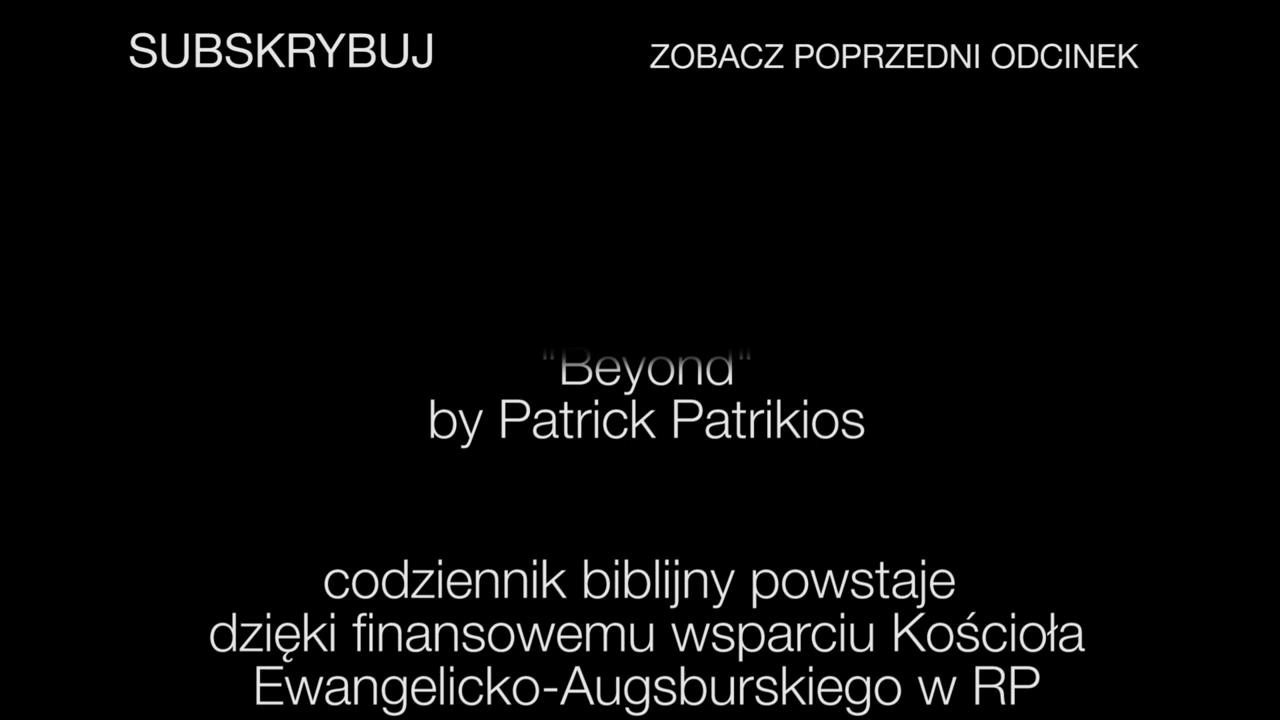 SUBSKRYBUJ
ZOBACZ POPRZEDNI ODCINEK
"Beyond"
by Patrick Patrikios
codziennik biblijny powstaje
dzięki finansowemu wsparciu Kościoła
Ewangelicko-Augsburskiego w RP